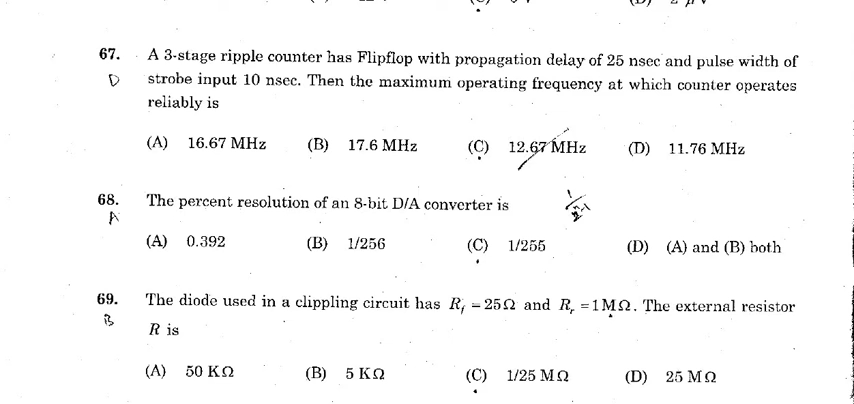 67. A 3-stage ripple counter has Flipflop with propagation delay of 25 nsec and pulse width of
D strobe input 10 nsec. Then the maximum operating frequency at which counter operates
reliably is
(A) 16.67 MHz (B) 17.6 MHz (C) 12.67 MHz (D) 11.76 MHz
68. The percent resolution of an 8-bit D/A converter is
A
(A) 0.392 (B) 1/256 (C) 1/255 (D) (A) and (B) both
69. The diode used in a clippling circuit has R_f = 25 Ω and R_r = 1 MΩ. The external resistor
B R is
(A) 50 KΩ (B) 5 KΩ (C) 1/25 MΩ (D) 25 MΩ